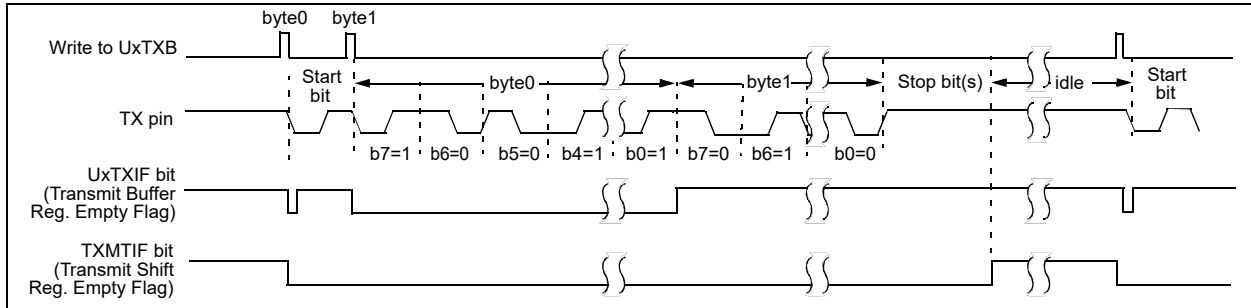 byte0 byte1
Write to UxTXB
Start bit
byte0
byte1
Stop bit(s)
idle
Start bit
TX pin
b7=1 b6=0 b5=0 b4=1 b0=1 b7=0 b6=1 b0=0
UxTXIF bit
(Transmit Buffer
Reg. Empty Flag)
TXMTIF bit
(Transmit Shift
Reg. Empty Flag)